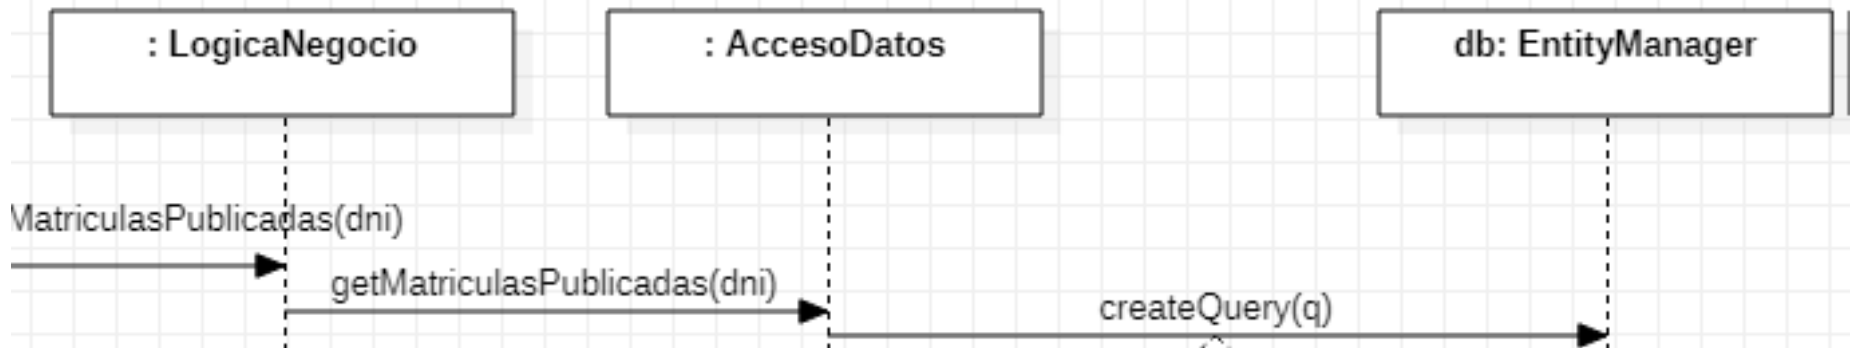 : LogicaNegocio
: AccesoDatos
db: EntityManager
MatriculasPublicadas(dni)
getMatriculasPublicadas(dni)
createQuery(q)